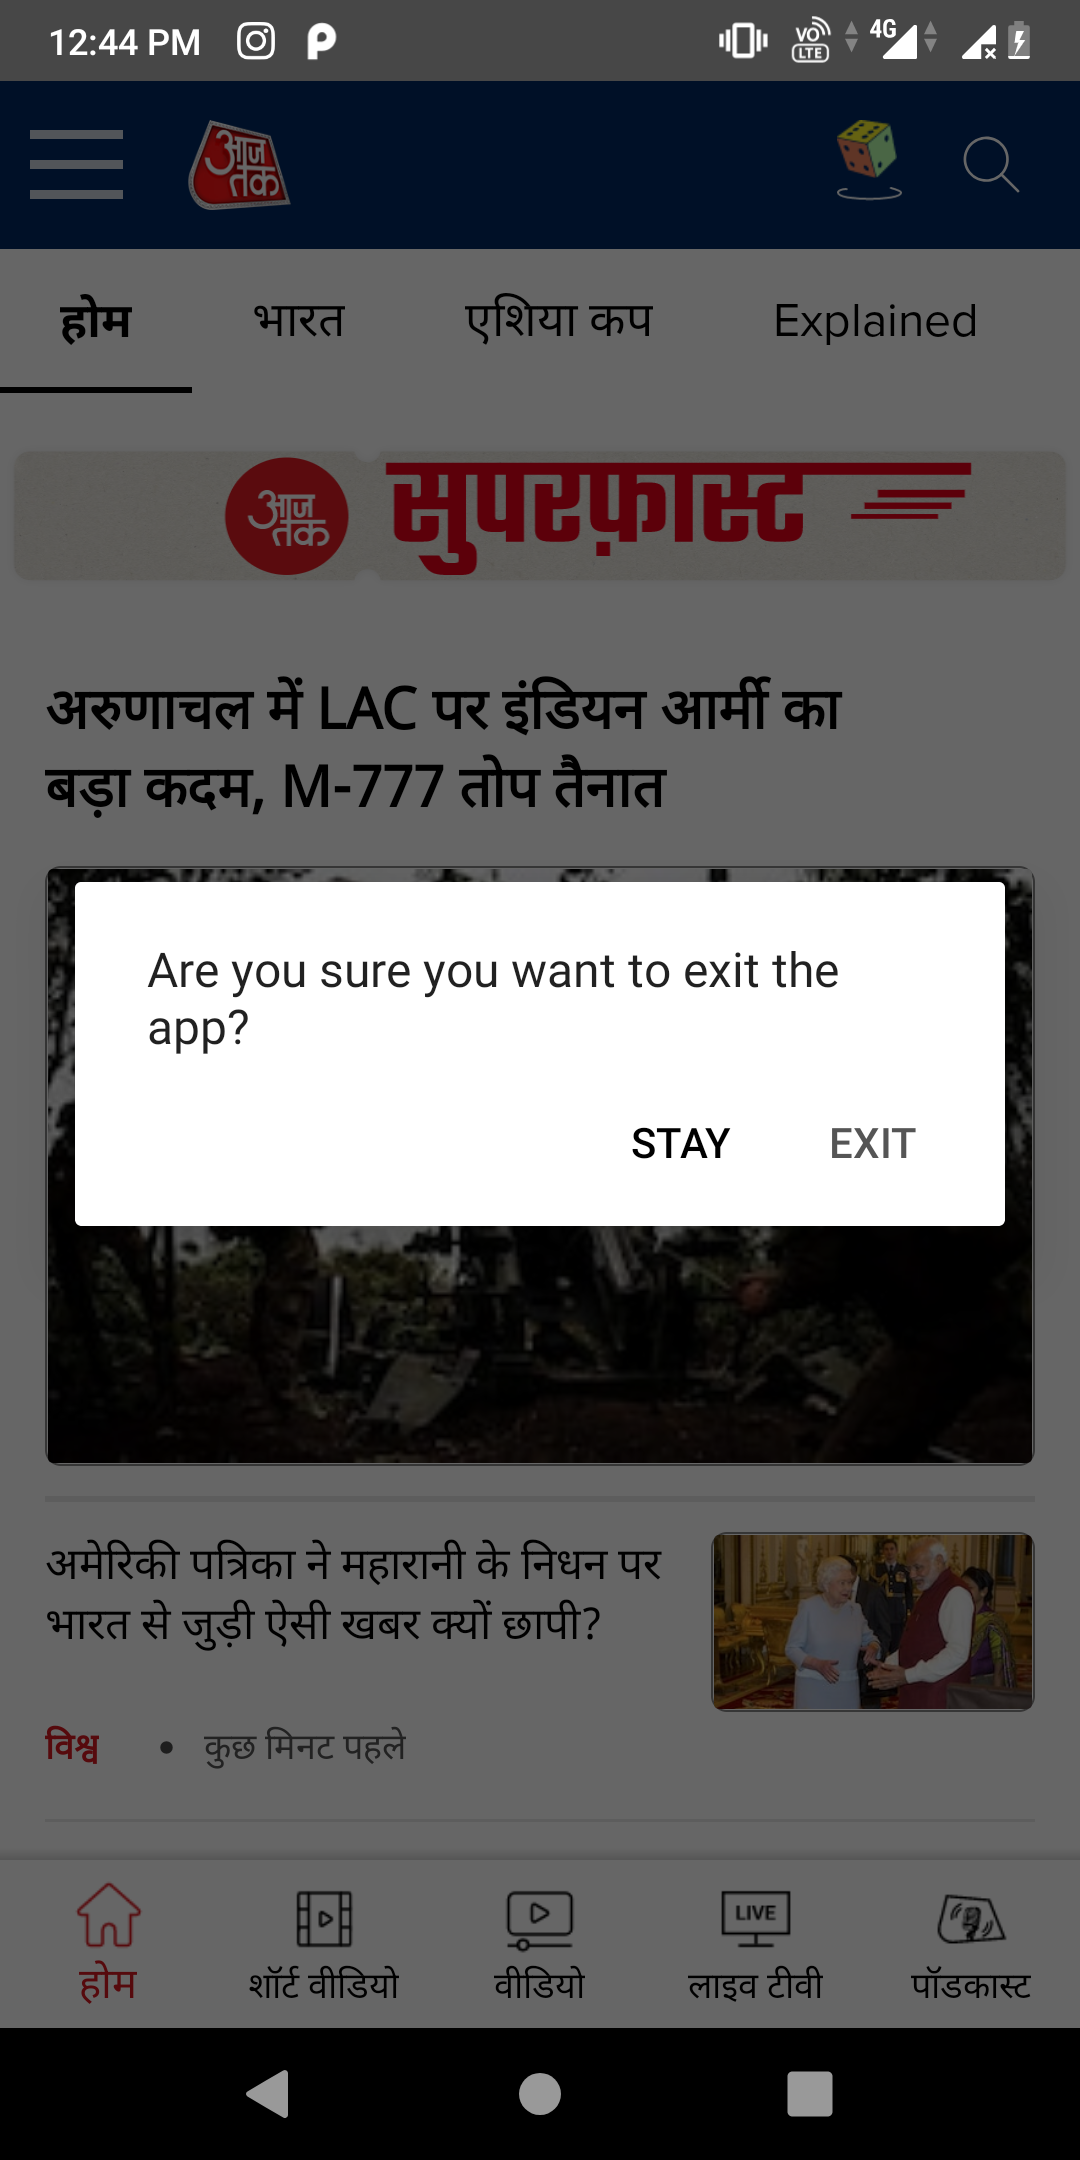 12:44 PM
VO LTE
4G
आज तक
होम भारत एशिया कप Explained
आज तक सुपरफ़ास्ट
अरुणाचल में LAC पर इंडियन आर्मी का
बड़ा कदम, M-777 तोप तैनात
Are you sure you want to exit the
app?
STAY EXIT
अमेरिकी पत्रिका ने महारानी के निधन पर
भारत से जुड़ी ऐसी खबर क्यों छापी?
विश्व • कुछ मिनट पहले
LIVE
होम शॉर्ट वीडियो वीडियो लाइव टीवी पॉडकास्ट